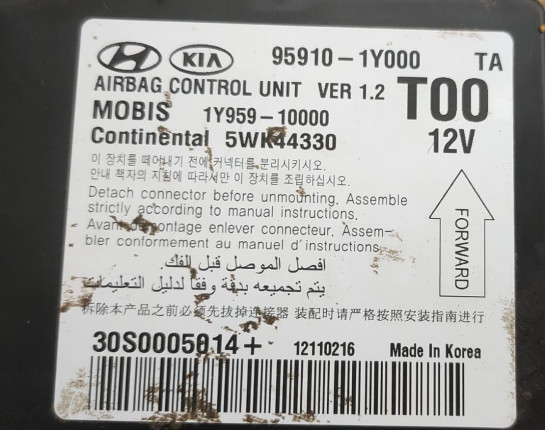 HYUNDAI KIA 95910-1Y000 TA
AIRBAG CONTROL UNIT VER 1.2 T00
MOBIS 1Y959-10000
Continental 5WK44330 12V
이 장치를 떼어내기 전에 커넥터를 분리시키시오.
안내 책자의 지침에 따라서만 이 장치를 조립하십시오.
Detach connector before unmounting. Assemble
strictly according to manual instructions.
Avant demontage enlever connecteur. Assem-
bler conformement au manuel d'instructions.
افصل الموصل قبل الفك.
يتم تجميعه بدقة وفقا لدليل التعليمات
拆除本产品之前必须先拔掉连接器 装配时请严格按照安装指南进行
FORWARD
30S0005814+ 12110216 Made In Korea